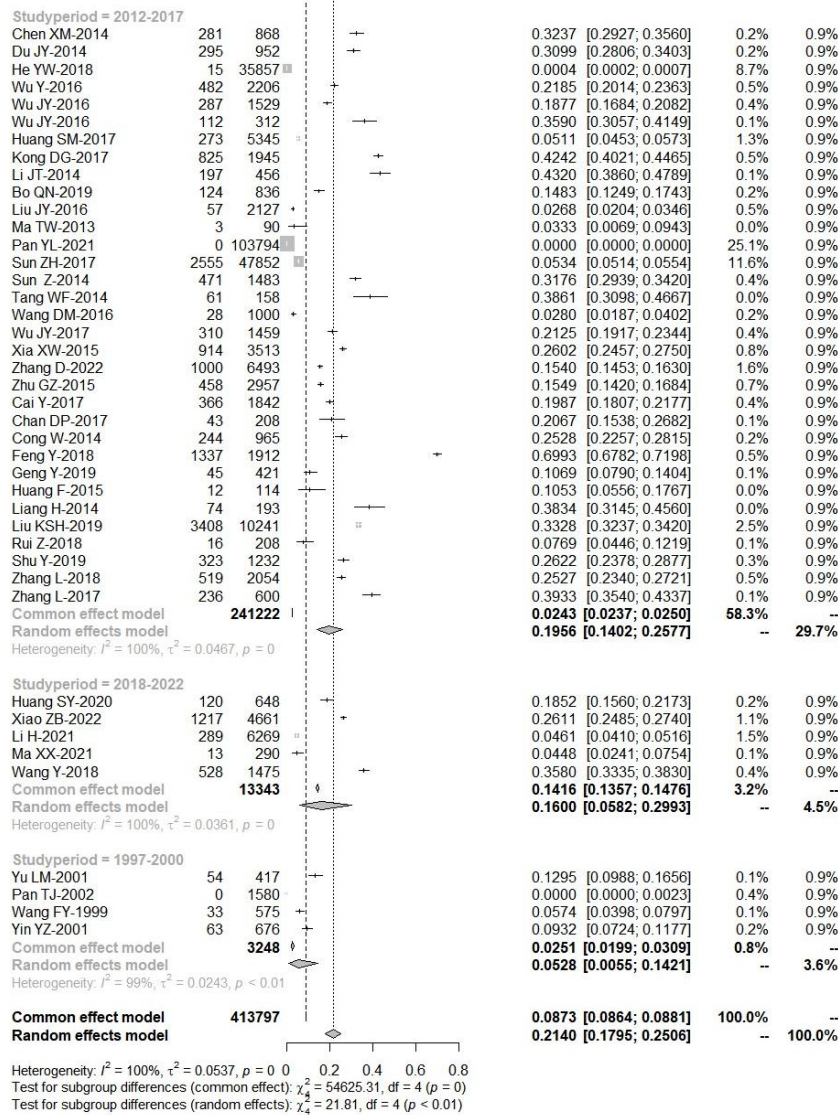 Studyperiod = 2012-2017
Chen XM-2014 281 868 0.3237 [0.2927; 0.3560] 0.2% 0.9%
Du JY-2014 295 952 0.3099 [0.2806; 0.3403] 0.2% 0.9%
He YW-2018 15 35857 0.0004 [0.0002; 0.0007] 8.7% 0.9%
Wu Y-2016 482 2206 0.2185 [0.2014; 0.2363] 0.5% 0.9%
Wu JY-2016 287 1529 0.1877 [0.1684; 0.2082] 0.4% 0.9%
Wu JY-2016 112 312 0.3590 [0.3057; 0.4149] 0.1% 0.9%
Huang SM-2017 273 5345 0.0511 [0.0453; 0.0573] 1.3% 0.9%
Kong DG-2017 825 1945 0.4242 [0.4021; 0.4465] 0.5% 0.9%
Li JT-2014 197 456 0.4320 [0.3860; 0.4789] 0.1% 0.9%
Bo QN-2019 124 836 0.1483 [0.1249; 0.1743] 0.2% 0.9%
Liu JY-2016 57 2127 0.0268 [0.0204; 0.0346] 0.5% 0.9%
Ma TW-2013 3 90 0.0333 [0.0069; 0.0943] 0.0% 0.9%
Pan YL-2021 0 103794 0.0000 [0.0000; 0.0000] 25.1% 0.9%
Sun ZH-2017 2555 47852 0.0534 [0.0514; 0.0554] 11.6% 0.9%
Sun Z-2014 471 1483 0.3176 [0.2939; 0.3420] 0.4% 0.9%
Tang WF-2014 61 158 0.3861 [0.3098; 0.4667] 0.0% 0.9%
Wang DM-2016 28 1000 0.0280 [0.0187; 0.0402] 0.2% 0.9%
Wu JY-2017 310 1459 0.2125 [0.1917; 0.2344] 0.4% 0.9%
Xia XW-2015 914 3513 0.2602 [0.2457; 0.2750] 0.8% 0.9%
Zhang D-2022 1000 6493 0.1540 [0.1453; 0.1630] 1.6% 0.9%
Zhu GZ-2015 458 2957 0.1549 [0.1420; 0.1684] 0.7% 0.9%
Cai Y-2017 366 1842 0.1987 [0.1807; 0.2177] 0.4% 0.9%
Chan DP-2017 43 208 0.2067 [0.1538; 0.2682] 0.1% 0.9%
Cong W-2014 244 965 0.2528 [0.2257; 0.2815] 0.2% 0.9%
Feng Y-2018 1337 1912 0.6993 [0.6782; 0.7198] 0.5% 0.9%
Geng Y-2019 45 421 0.1069 [0.0790; 0.1404] 0.1% 0.9%
Huang F-2015 12 114 0.1053 [0.0556; 0.1767] 0.0% 0.9%
Liang H-2014 74 193 0.3834 [0.3145; 0.4560] 0.0% 0.9%
Liu KSH-2019 3408 10241 0.3328 [0.3237; 0.3420] 2.5% 0.9%
Rui Z-2018 16 208 0.0769 [0.0446; 0.1219] 0.1% 0.9%
Shu Y-2019 323 1232 0.2622 [0.2378; 0.2877] 0.3% 0.9%
Zhang L-2018 519 2054 0.2527 [0.2340; 0.2721] 0.5% 0.9%
Zhang L-2017 236 600 0.3933 [0.3540; 0.4337] 0.1% 0.9%
Common effect model 241222 0.0243 [0.0237; 0.0250] 58.3% --
Random effects model 0.1956 [0.1402; 0.2577] -- 29.7%
Heterogeneity: I² = 100%, τ² = 0.0467, p = 0
Studyperiod = 2018-2022
Huang SY-2020 120 648 0.1852 [0.1560; 0.2173] 0.2% 0.9%
Xiao ZB-2022 1217 4661 0.2611 [0.2485; 0.2740] 1.1% 0.9%
Li H-2021 289 6269 0.0461 [0.0410; 0.0516] 1.5% 0.9%
Ma XX-2021 13 290 0.0448 [0.0241; 0.0754] 0.1% 0.9%
Wang Y-2018 528 1475 0.3580 [0.3335; 0.3830] 0.4% 0.9%
Common effect model 13343 0.1416 [0.1357; 0.1476] 3.2% --
Random effects model 0.1600 [0.0582; 0.2993] -- 4.5%
Heterogeneity: I² = 100%, τ² = 0.0361, p = 0
Studyperiod = 1997-2000
Yu LM-2001 54 417 0.1295 [0.0988; 0.1656] 0.1% 0.9%
Pan TJ-2002 0 1580 0.0000 [0.0000; 0.0023] 0.4% 0.9%
Wang FY-1999 33 575 0.0574 [0.0398; 0.0797] 0.1% 0.9%
Yin YZ-2001 63 676 0.0932 [0.0724; 0.1177] 0.2% 0.9%
Common effect model 3248 0.0251 [0.0199; 0.0309] 0.8% --
Random effects model 0.0528 [0.0055; 0.1421] -- 3.6%
Heterogeneity: I² = 99%, τ² = 0.0243, p < 0.01
Common effect model 413797 0.0873 [0.0864; 0.0881] 100.0% --
Random effects model 0.2140 [0.1795; 0.2506] -- 100.0%
Heterogeneity: I² = 100%, τ² = 0.0537, p = 0 0 0.2 0.4 0.6 0.8
Test for subgroup differences (common effect): χ²₄ = 54625.31, df = 4 (p = 0)
Test for subgroup differences (random effects): χ²₄ = 21.81, df = 4 (p < 0.01)